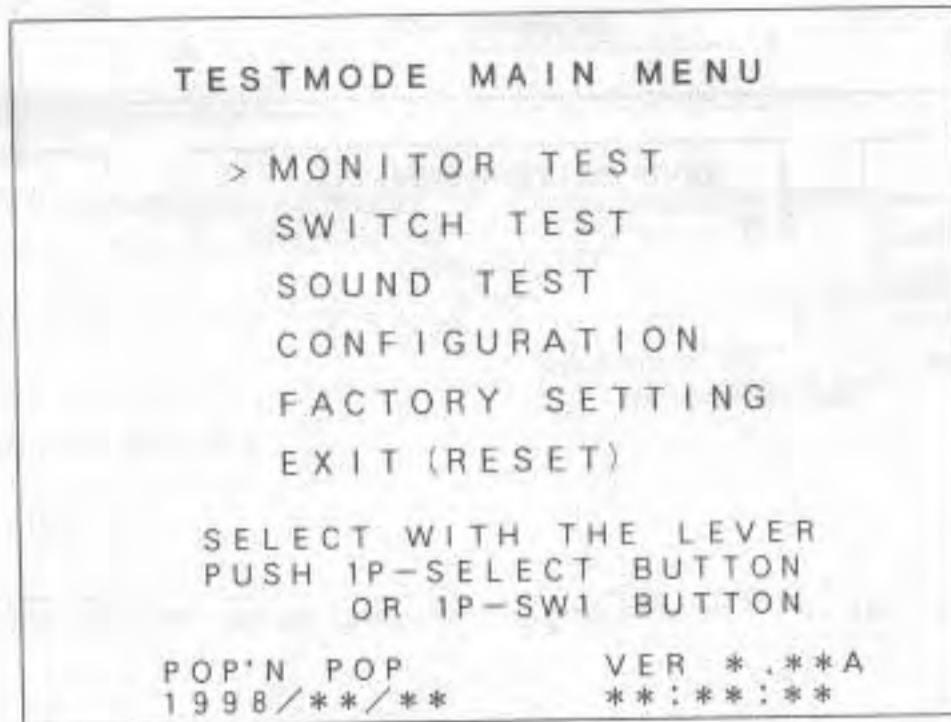 TESTMODE MAIN MENU
> MONITOR TEST
SWITCH TEST
SOUND TEST
CONFIGURATION
FACTORY SETTING
EXIT (RESET)
SELECT WITH THE LEVER
PUSH 1P-SELECT BUTTON
OR 1P-SW1 BUTTON
POP'N POP VER *.**A
1998/**/** **:**:**